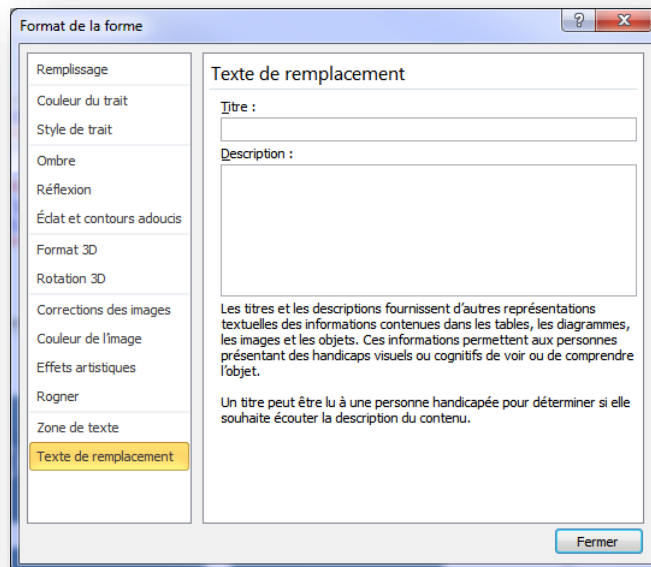 Format de la forme
Remplissage
Couleur du trait
Style de trait
Ombre
Réflexion
Éclat et contours adoucis
Format 3D
Rotation 3D
Corrections des images
Couleur de l'image
Effets artistiques
Rogner
Zone de texte
Texte de remplacement
Texte de remplacement
Titre :
Description :
Les titres et les descriptions fournissent d'autres représentations
textuelles des informations contenues dans les tables, les diagrammes,
les images et les objets. Ces informations permettent aux personnes
présentant des handicaps visuels ou cognitifs de voir ou de comprendre
l'objet.
Un titre peut être lu à une personne handicapée pour déterminer si elle
souhaite écouter la description du contenu.
Fermer